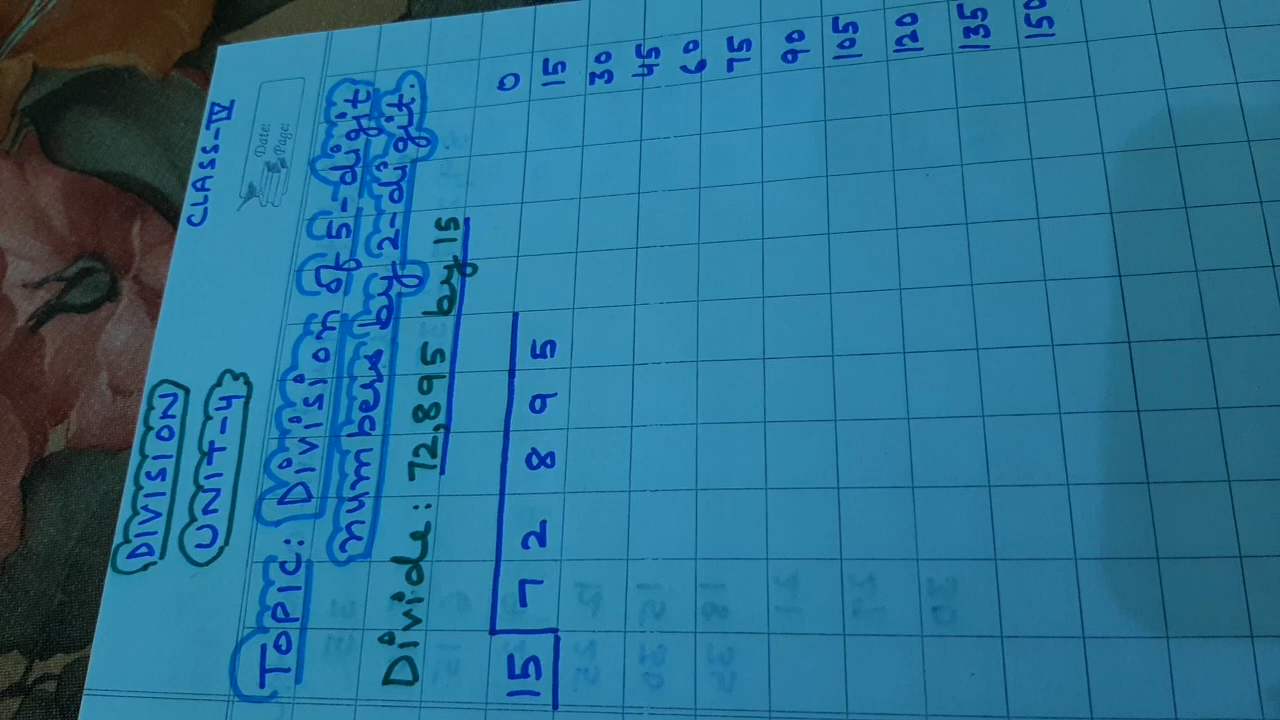 DIVISION
CLASS-IV
UNIT-4
Date:
Page:
TOPIC: Division of 5-digit
numbers by 2-digit.
Divide: 72,895 by 15
15 7 2 8 9 5
0
15
30
45
60
75
90
105
120
135
150